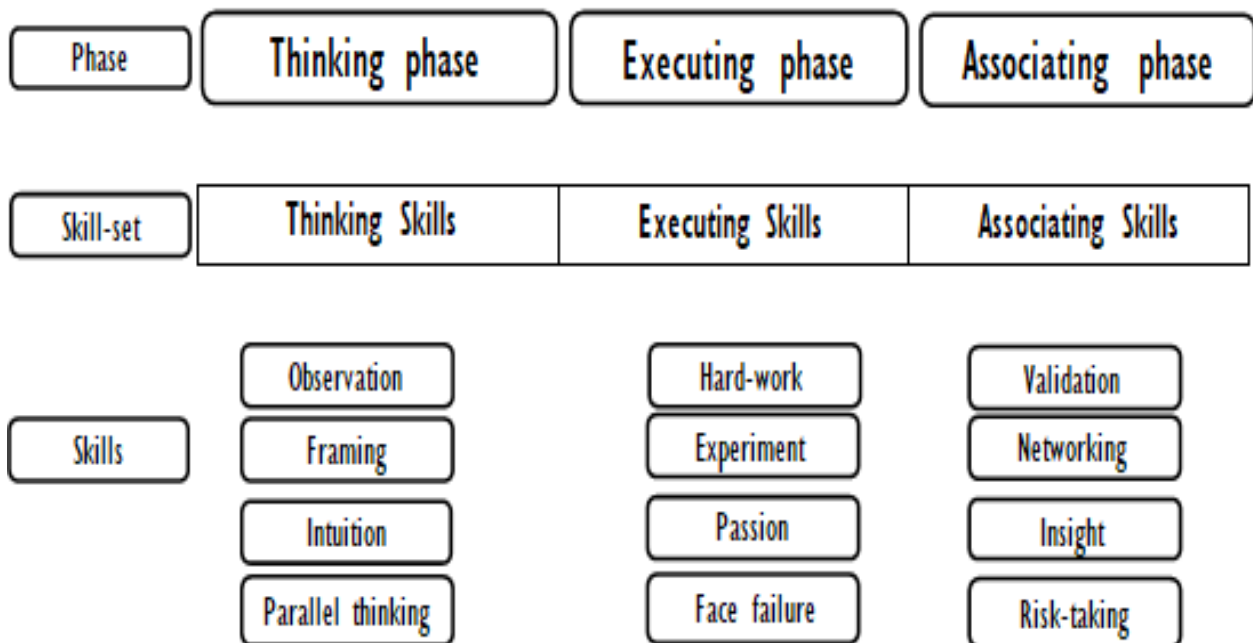 Phase
Thinking phase
Executing phase
Associating phase
Skill-set
Thinking Skills
Executing Skills
Associating Skills
Skills
Observation
Framing
Intuition
Parallel thinking
Hard-work
Experiment
Passion
Face failure
Validation
Networking
Insight
Risk-taking